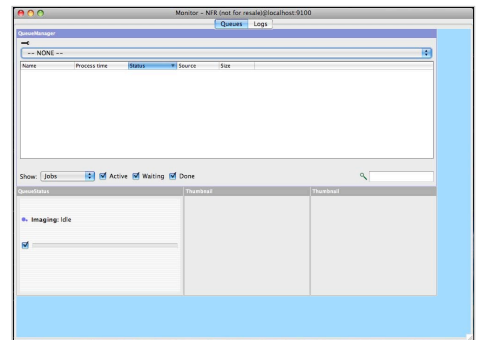 Monitor – NFR (not for resale)@localhost:9100
Queues Logs
QueueManager
-- NONE --
Name Process time Status Source Size
Show: Jobs Active Waiting Done
QueueStatus Thumbnail Thumbnail
Imaging: Idle